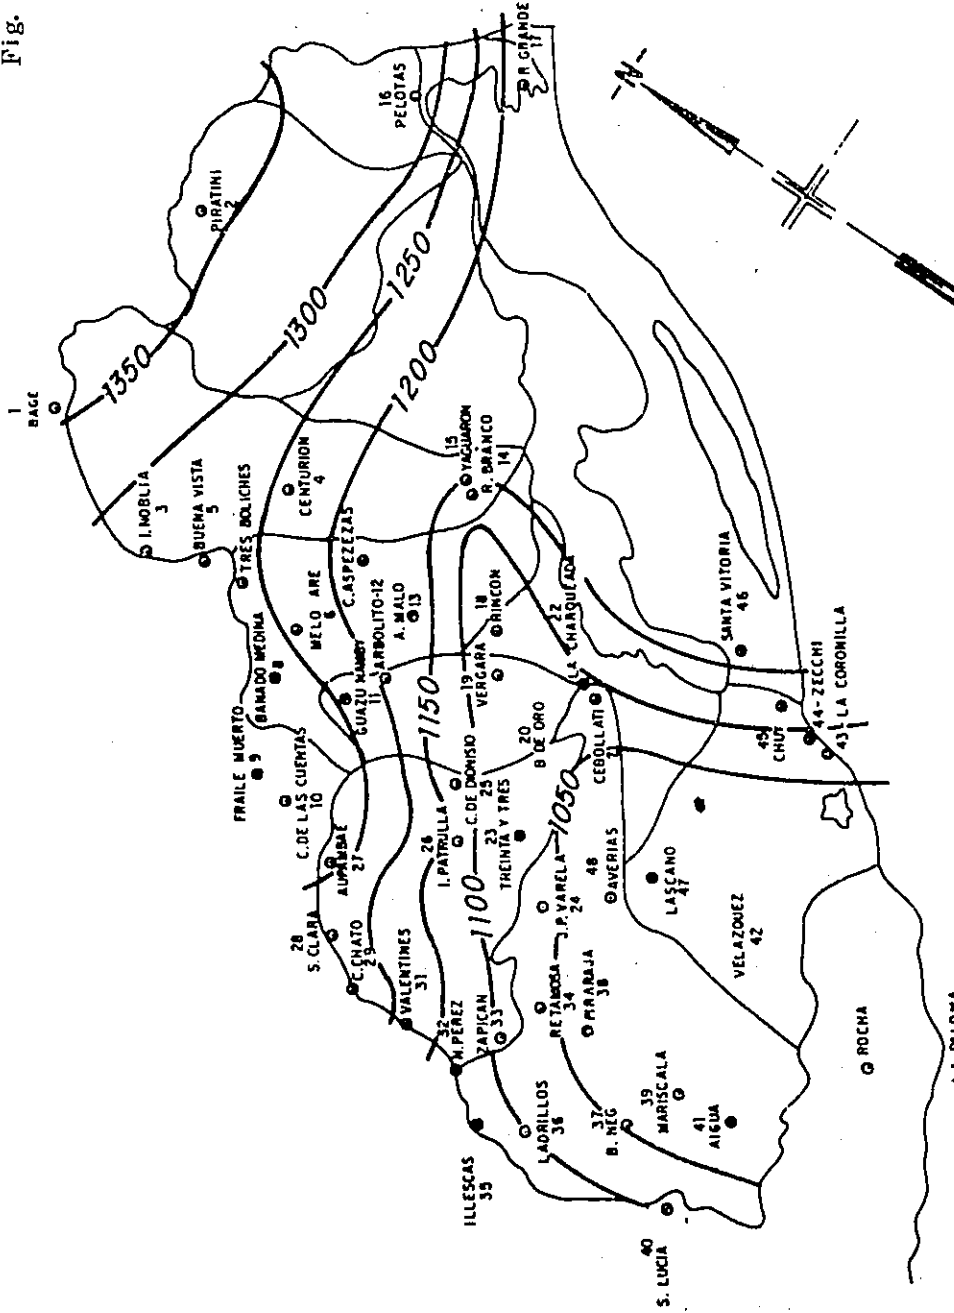 Fig.
1
BAGE
PIRATINI
2
16
PELOTAS
R GRANDE
17
-N-
1350
1300
1250
1200
I. NOBLIA
3
BUENA VISTA
5
TRES BOLICHES
CENTURION
4
15
YAGUARON
R. BRANCO
14
C. ASPEZEZAS
MELO ARE
6
BAÑADO MEDINA
8
ARBOLITO-12
A. MALO
13
GUAZU NAMBY
11
FRAILE MUERTO
9
C. DE LAS CUENTAS
10
1150
19
VERGARA
18
RINCON
22
LA CHARQUEADA
SANTA VITORIA
46
20
B DE ORO
CEBOLLATI
21
45
CHUY
44-ZECCHI
43 LA CORONILLA
C. DE DIONISIO
25
26
I. PATRULLA
23
TREINTA Y TRES
1050
1100
27
28
S. CLARA
C. CHATO
29
VALENTINES
31
J. P. VARELA
24
48
AVERIAS
LASCANO
47
VELAZQUEZ
42
32
N. PEREZ
ZAPICAN
33
RETAMOSA
34
PIRARAJA
38
ROCHA
ILLESCAS
35
LADRILLOS
36
37
B. NEG
39
MARISCALA
41
AIGUA
40
S. LUCIA